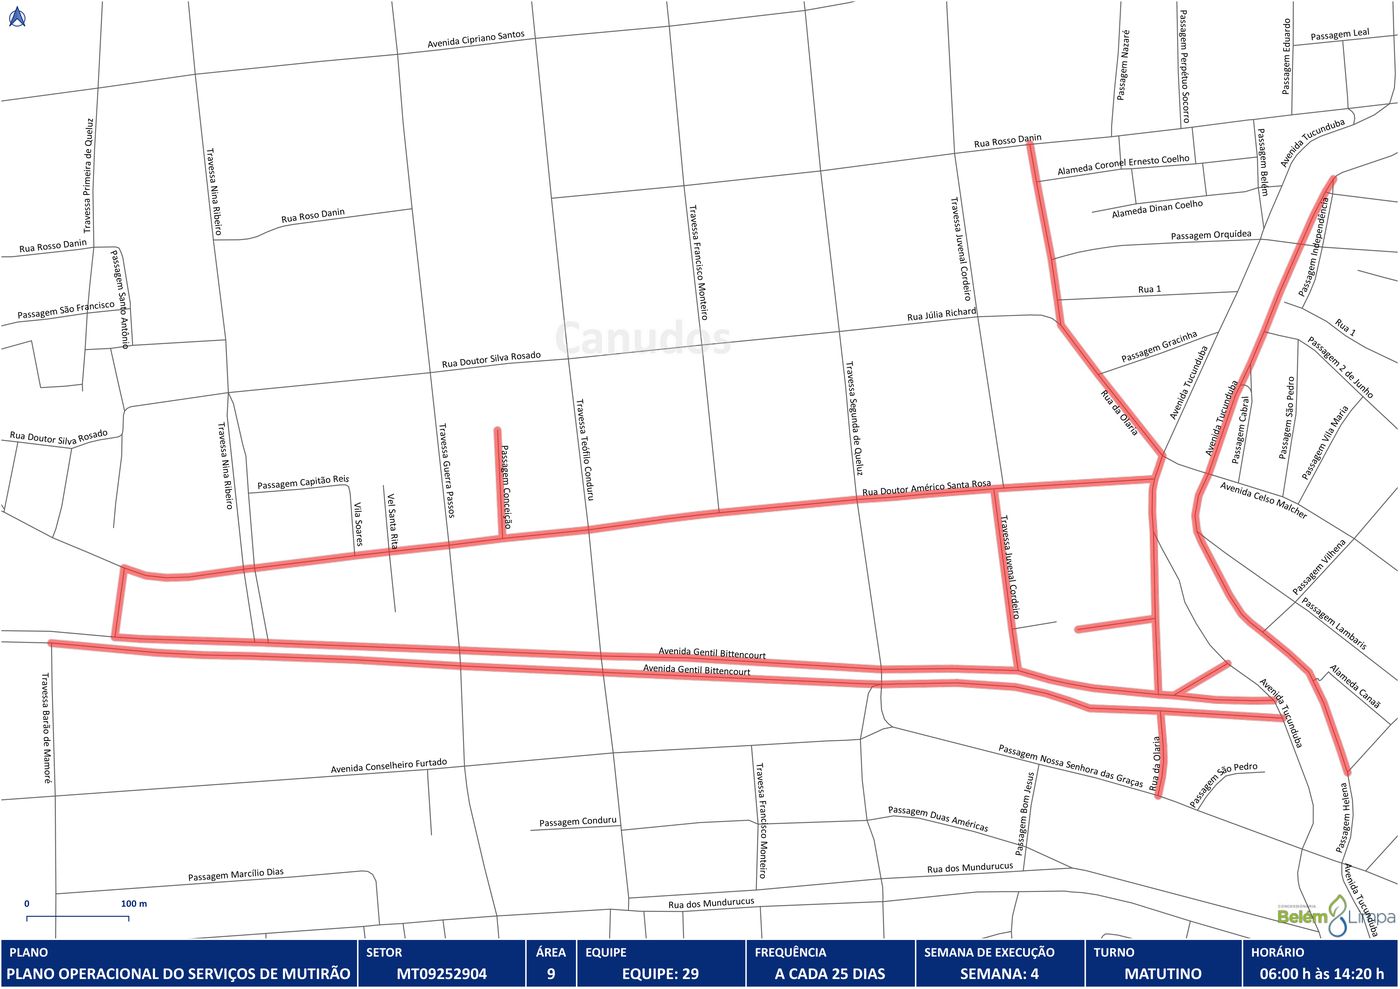 Avenida Cipriano Santos
Passagem Nazaré
Passagem Perpétuo Socorro
Passagem Eduardo
Passagem Leal
Travessa Primeira de Queluz
Travessa Nina Ribeiro
Rua Rosso Danin
Passagem Belém
Avenida Tucunduba
Alameda Coronel Ernesto Coelho
Alameda Dinan Coelho
Rua Roso Danin
Travessa Francisco Monteiro
Travessa Juvenal Cordeiro
Passagem Orquídea
Passagem Independência
Rua Rosso Danin
Passagem Santo Antônio
Passagem São Francisco
Rua 1
Rua Júlia Richard
Rua 1
Canudos
Rua Doutor Silva Rosado
Passagem Gracinha
Avenida Tucunduba
Passagem 2 de Junho
Travessa Segunda de Queluz
Rua da Olaria
Avenida Tucunduba
Passagem Cabral
Passagem São Pedro
Passagem Vila Maria
Rua Doutor Silva Rosado
Travessa Nina Ribeiro
Travessa Guerra Passos
Passagem Conceição
Travessa Teófilo Conduru
Passagem Capitão Reis
Vila Soares
Vel Santa Rita
Rua Doutor Américo Santa Rosa
Avenida Celso Malcher
Travessa Juvenal Cordeiro
Passagem Vilhena
Passagem Lambaris
Avenida Gentil Bittencourt
Avenida Gentil Bittencourt
Alameda Canaã
Travessa Barão de Mamoré
Avenida Tucunduba
Avenida Conselheiro Furtado
Passagem Nossa Senhora das Graças
Rua da Olaria
Passagem São Pedro
Travessa Francisco Monteiro
Passagem Bom Jesus
Passagem Helena
Passagem Conduru
Passagem Duas Américas
Passagem Marcílio Dias
Rua dos Mundurucus
Rua dos Mundurucus
Avenida Tucunduba
0 100 m
CONCESSIONÁRIA
Belém Limpa
PLANO
PLANO OPERACIONAL DO SERVIÇOS DE MUTIRÃO
SETOR
MT09252904
ÁREA
9
EQUIPE
EQUIPE: 29
FREQUÊNCIA
A CADA 25 DIAS
SEMANA DE EXECUÇÃO
SEMANA: 4
TURNO
MATUTINO
HORÁRIO
06:00 h às 14:20 h